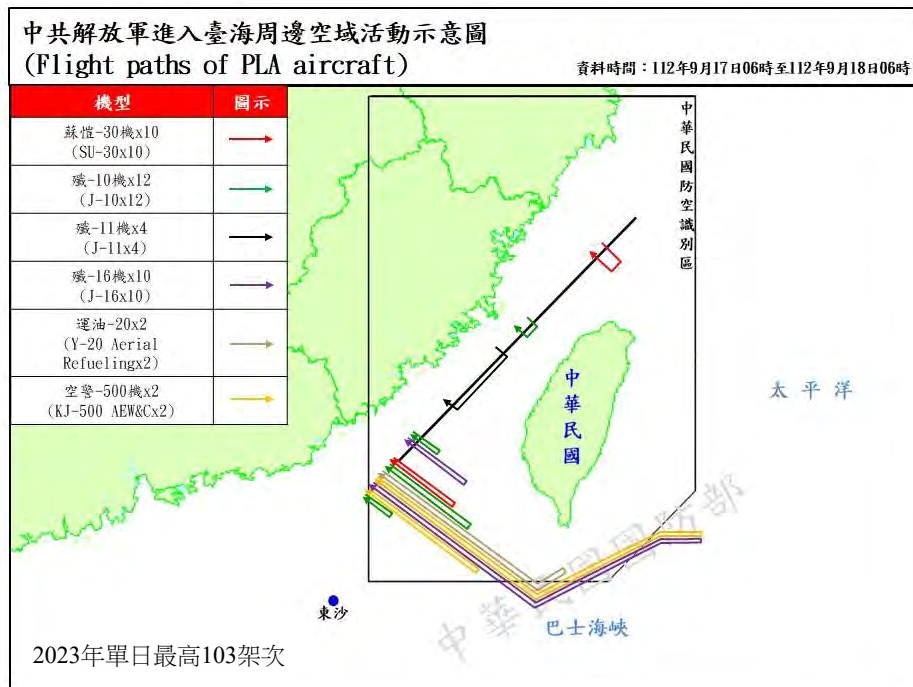 中共解放軍進入臺海周邊空域活動示意圖
(Flight paths of PLA aircraft)
資料時間：112年9月17日06時至112年9月18日06時
機型
圖示
蘇愷-30機x10
(SU-30x10)
殲-10機x12
(J-10x12)
殲-11機x4
(J-11x4)
殲-16機x10
(J-16x10)
運油-20x2
(Y-20 Aerial
Refuelingx2)
空警-500機x2
(KJ-500 AEW&Cx2)
中華民國防空識別區
中華民國
太平洋
東沙
巴士海峽
中華民國國防部
2023年單日最高103架次